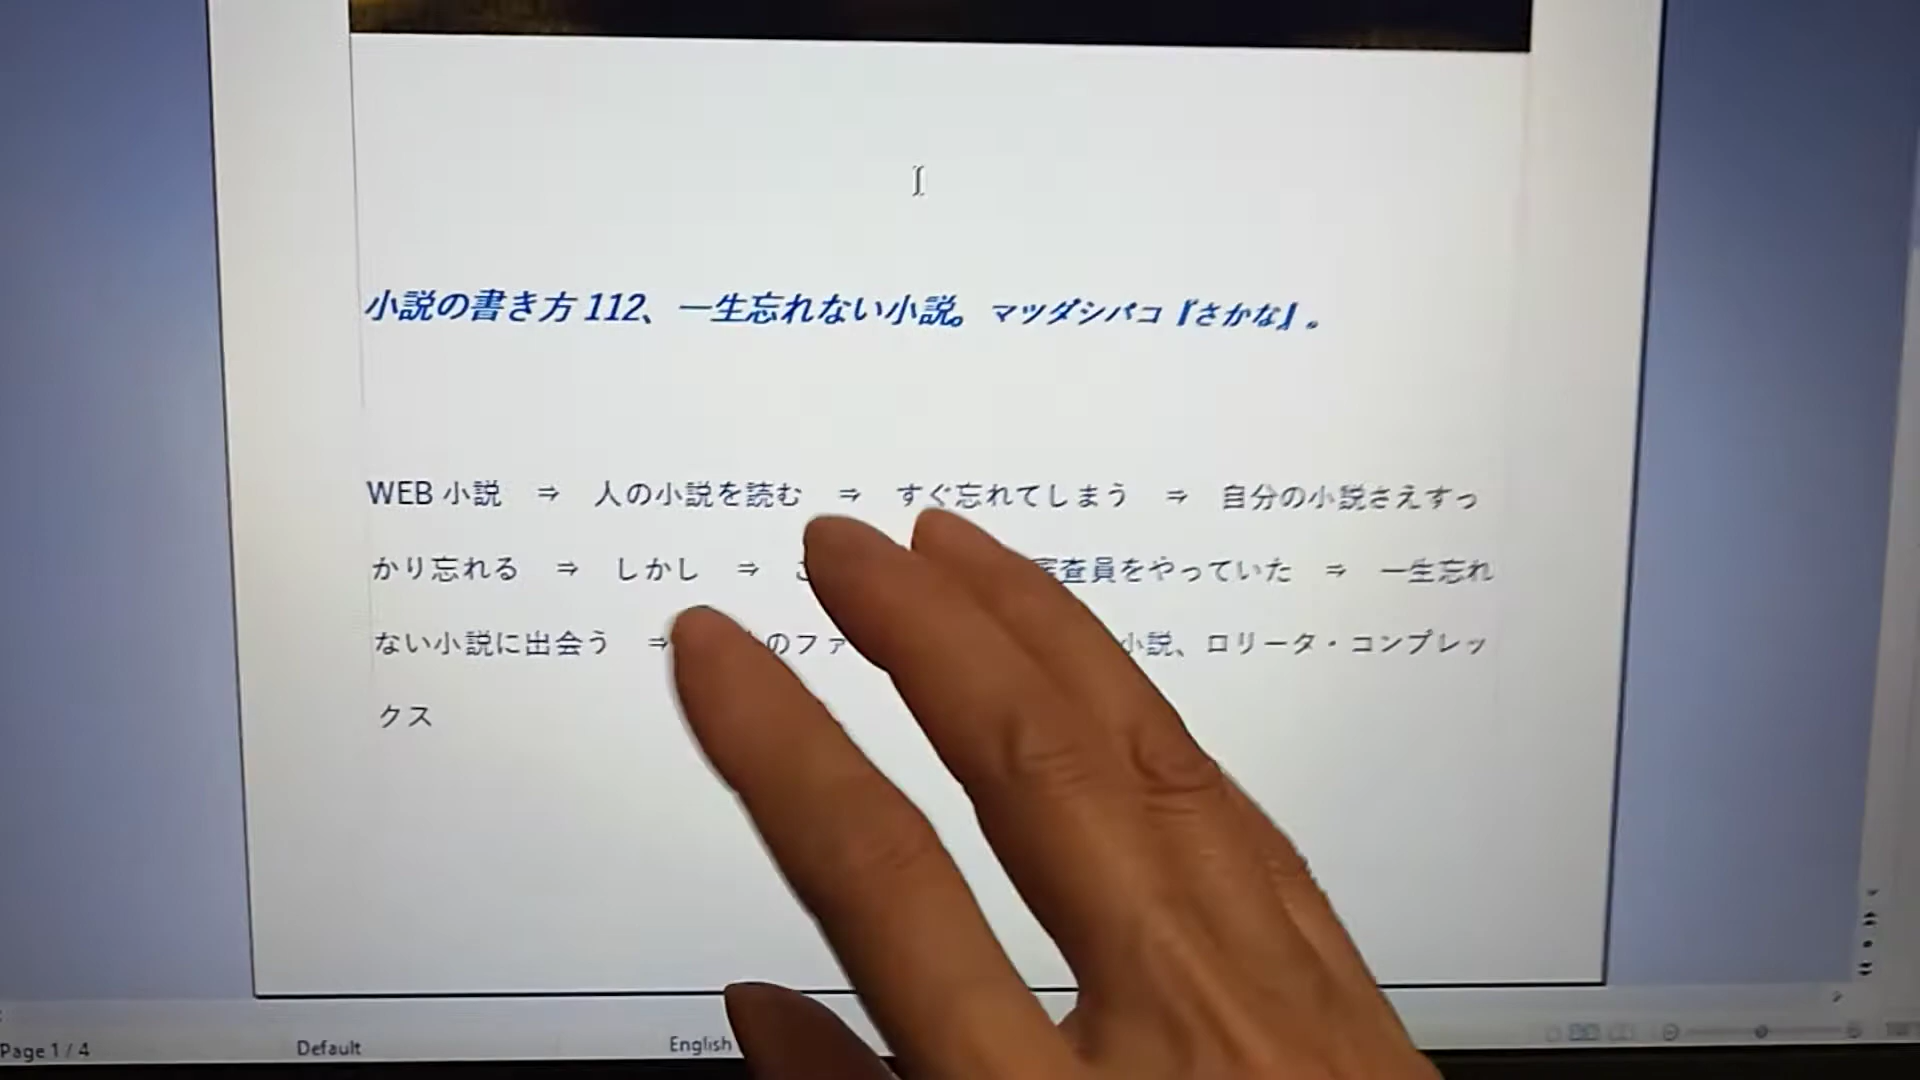 小説の書き方 112、一生忘れない小説。マツダシバコ『さかな』。
WEB 小説　⇒　人の小説を読む　⇒　すぐ忘れてしまう　⇒　自分の小説さえすっ
かり忘れる　⇒　しかし　⇒　審査員をやっていた　⇒　一生忘れ
ない小説に出会う　⇒　のファ　小説、ロリータ・コンプレッ
クス
Page 1 / 4　Default　English